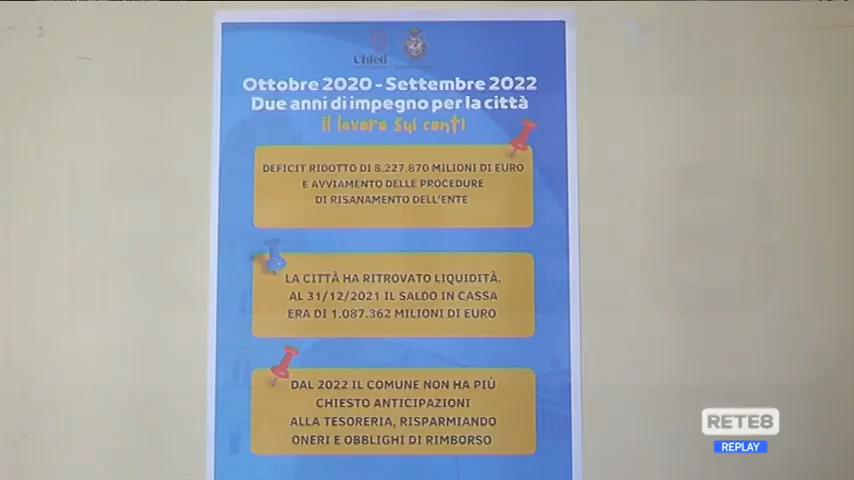 Chieti
Ottobre 2020 - Settembre 2022
Due anni di impegno per la città
il lavoro sui conti
DEFICIT RIDOTTO DI 8.227.870 MILIONI DI EURO
E AVVIAMENTO DELLE PROCEDURE
DI RISANAMENTO DELL'ENTE
LA CITTÀ HA RITROVATO LIQUIDITÀ.
AL 31/12/2021 IL SALDO IN CASSA
ERA DI 1.087.362 MILIONI DI EURO
DAL 2022 IL COMUNE NON HA PIÙ
CHIESTO ANTICIPAZIONI
ALLA TESORERIA, RISPARMIANDO
ONERI E OBBLIGHI DI RIMBORSO
RETE8
REPLAY